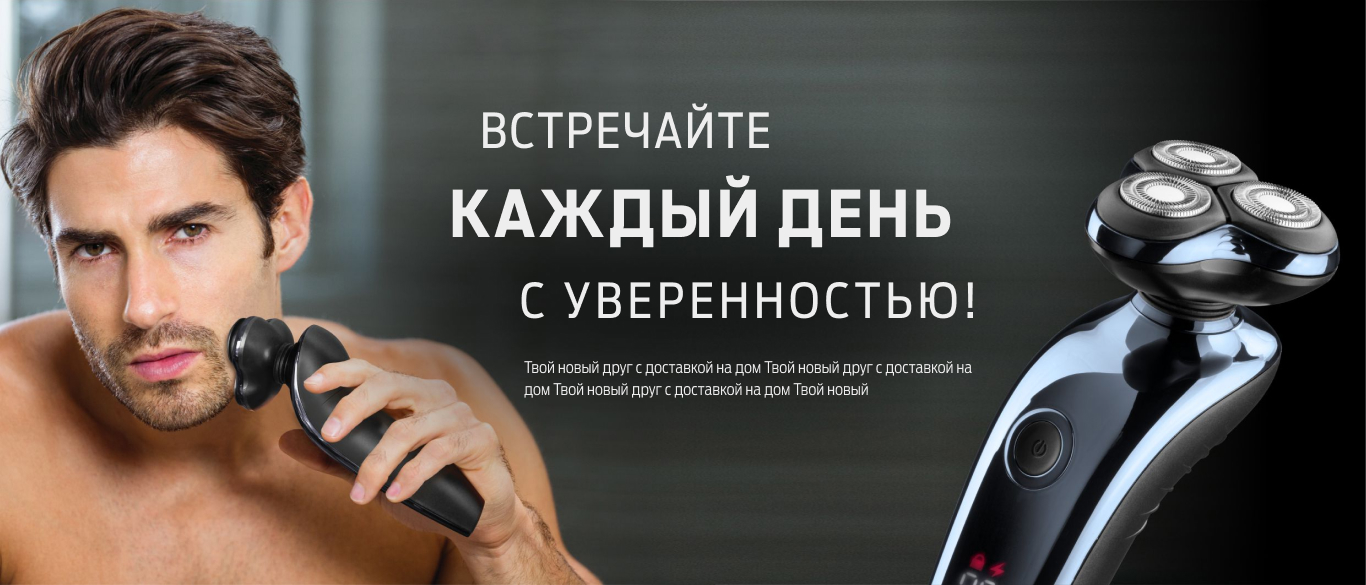 ВСТРЕЧАЙТЕ
КАЖДЫЙ ДЕНЬ
С УВЕРЕННОСТЬЮ!
Твой новый друг с доставкой на дом Твой новый друг с доставкой на
дом Твой новый друг с доставкой на дом Твой новый